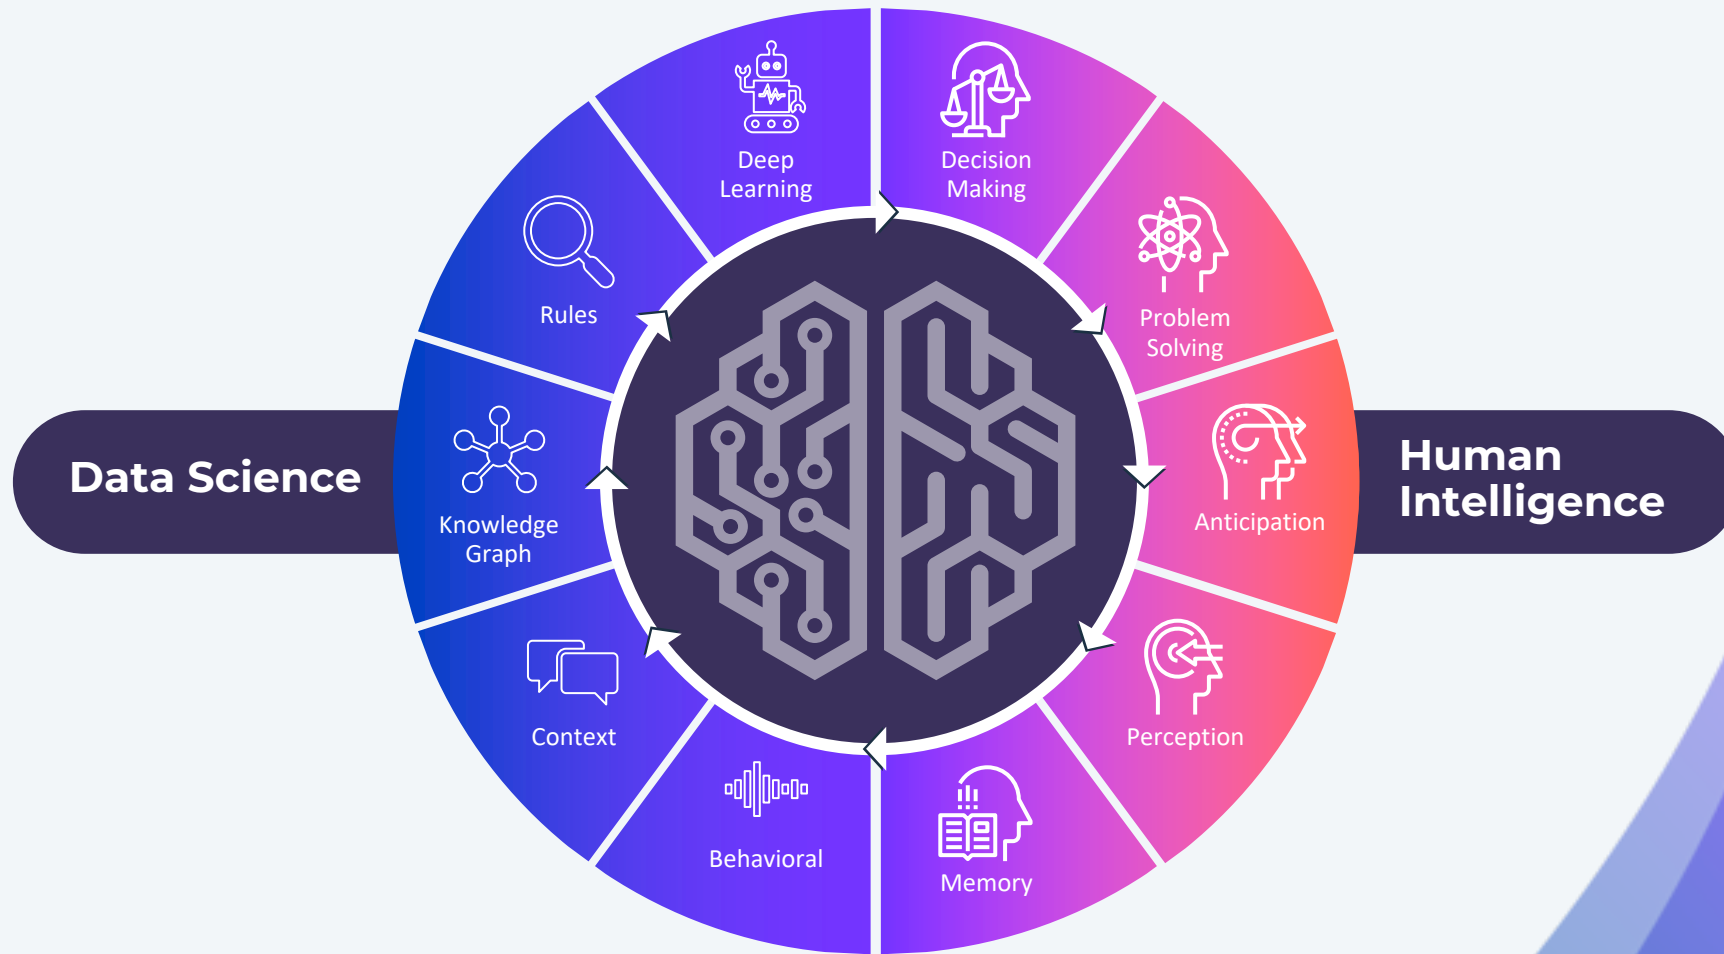 Deep
Learning
Decision
Making
Rules
Problem
Solving
Data Science
Knowledge
Graph
Anticipation
Human
Intelligence
Context
Perception
Behavioral
Memory